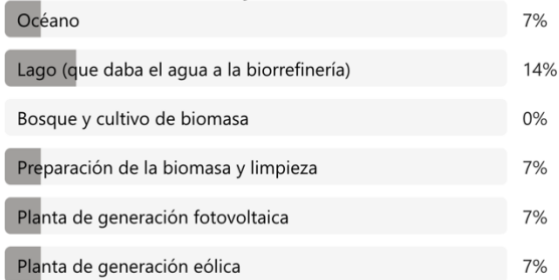 Océano 7%
Lago (que daba el agua a la biorrefinería) 14%
Bosque y cultivo de biomasa 0%
Preparación de la biomasa y limpieza 7%
Planta de generación fotovoltaica 7%
Planta de generación eólica 7%